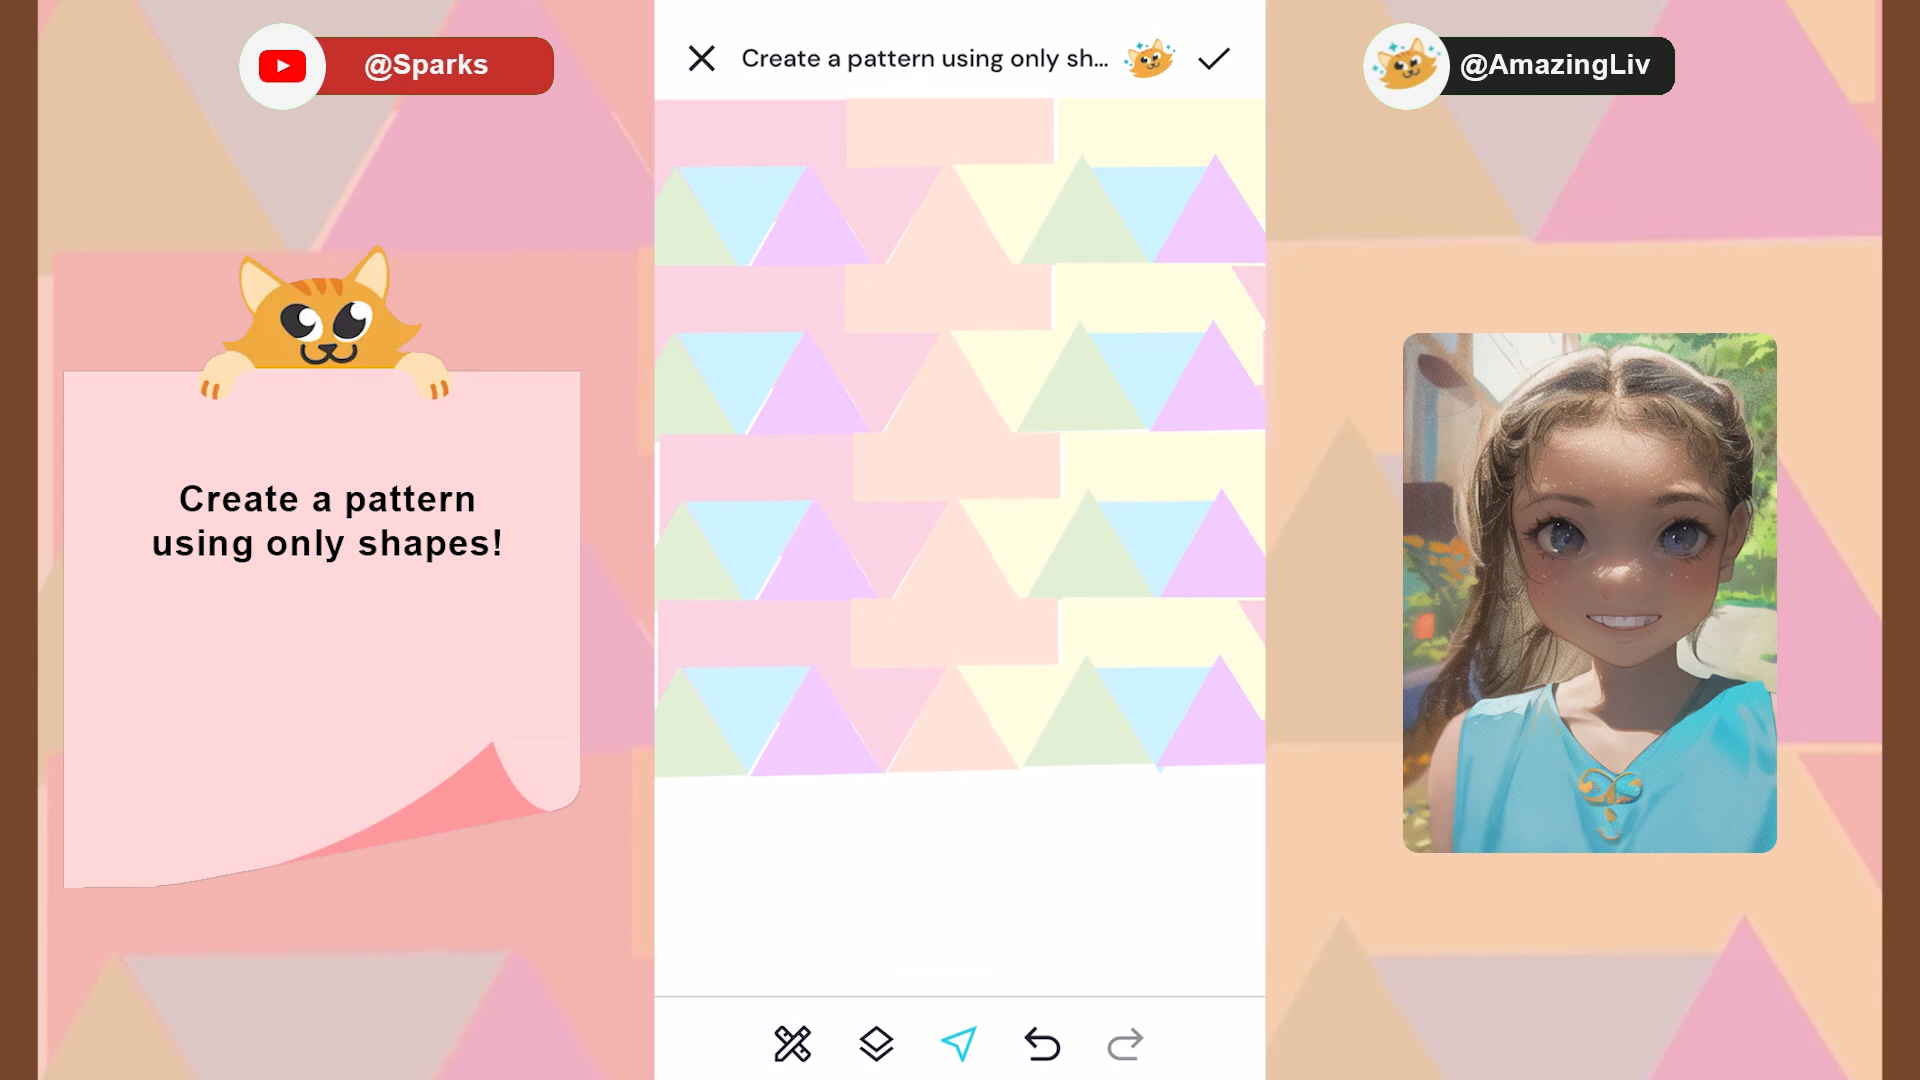 @Sparks
Create a pattern using only sh...
@AmazingLiv
Create a pattern
using only shapes!